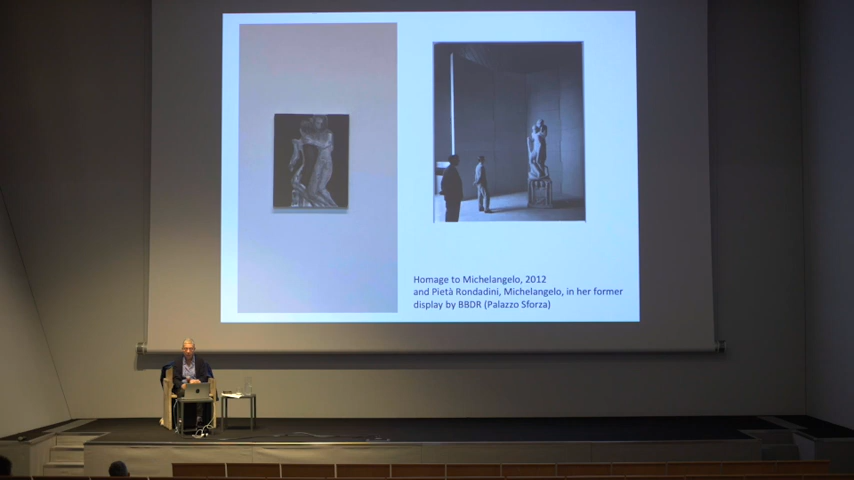 Homage to Michelangelo, 2012
and Pietà Rondadini, Michelangelo, in her former
display by BBDR (Palazzo Sforza)